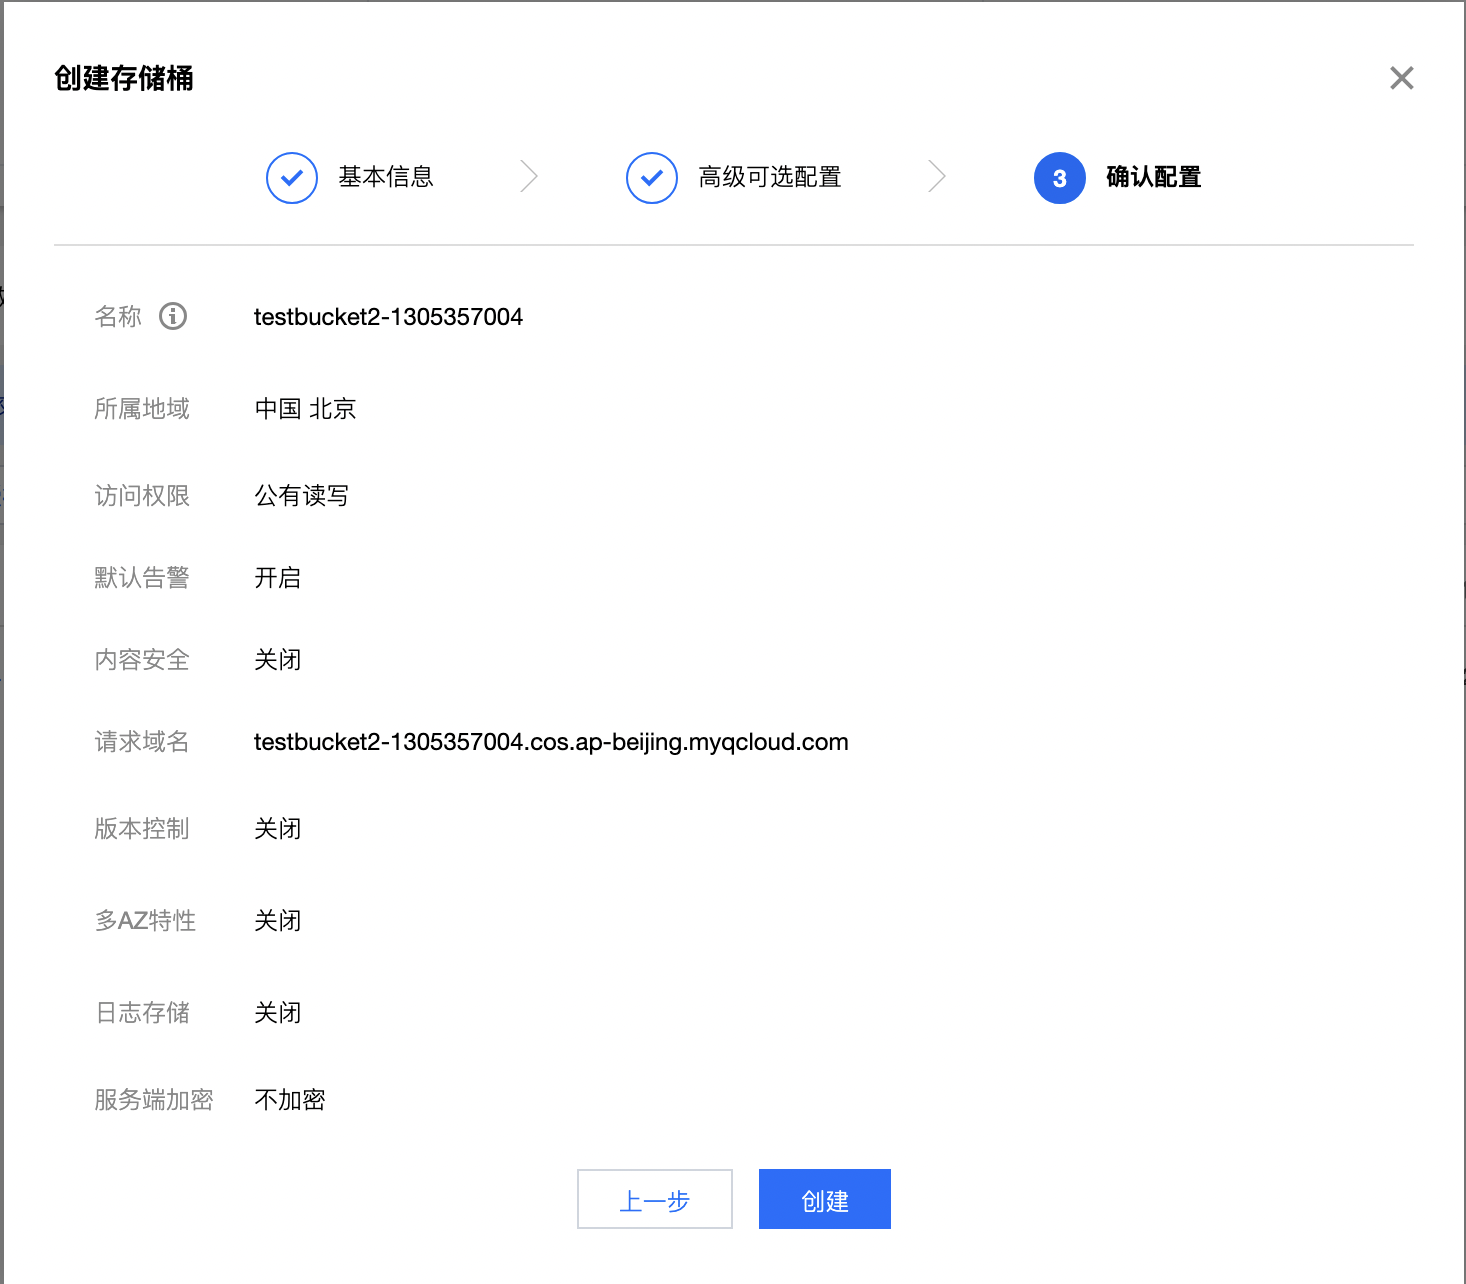 创建存储桶
基本信息
高级可选配置
3 确认配置
名称 testbucket2-1305357004
所属地域 中国 北京
访问权限 公有读写
默认告警 开启
内容安全 关闭
请求域名 testbucket2-1305357004.cos.ap-beijing.myqcloud.com
版本控制 关闭
多AZ特性 关闭
日志存储 关闭
服务端加密 不加密
上一步 创建